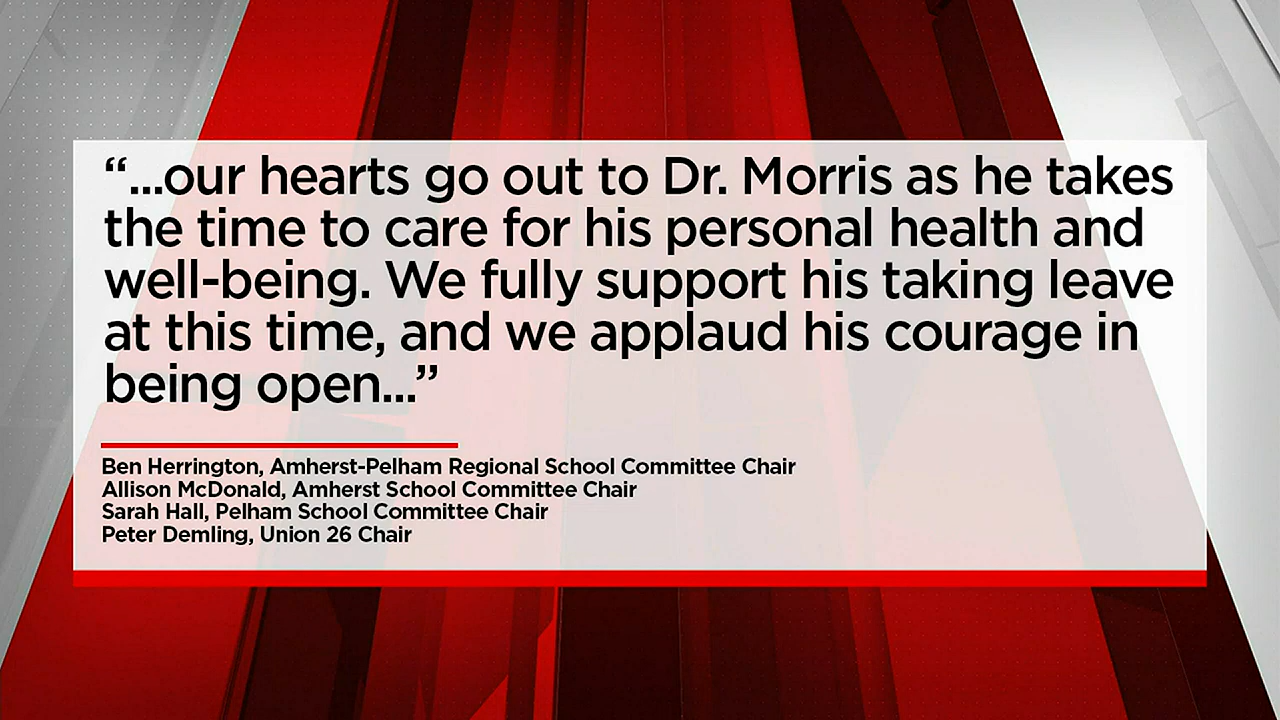 “...our hearts go out to Dr. Morris as he takes
the time to care for his personal health and
well-being. We fully support his taking leave
at this time, and we applaud his courage in
being open...”
Ben Herrington, Amherst-Pelham Regional School Committee Chair
Allison McDonald, Amherst School Committee Chair
Sarah Hall, Pelham School Committee Chair
Peter Demling, Union 26 Chair